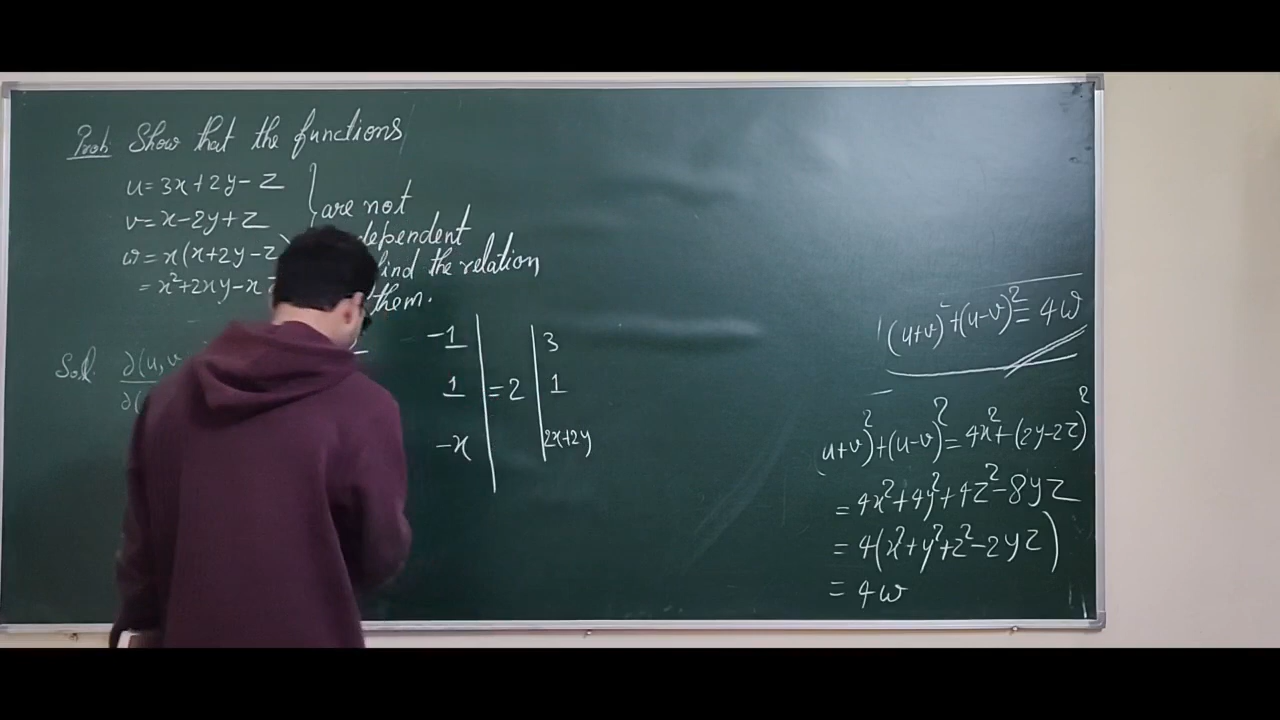 Prob. Show that the functions
u=3x+2y-z
v=x-2y+z
w=x(x+2y-z)
=x²+2xy-x
are not
dependent
find the relation
them.
Sol. ∂(u, v
∂(
-1
1
-x
=2
3
1
2x+2y
(u+v)²+(u-v)²=4w
(u+v)²+(u-v)²=4x²+(2y-2z)²
=4x²+4y²+4z²-8yz
=4(x²+y²+z²-2yz)
=4w